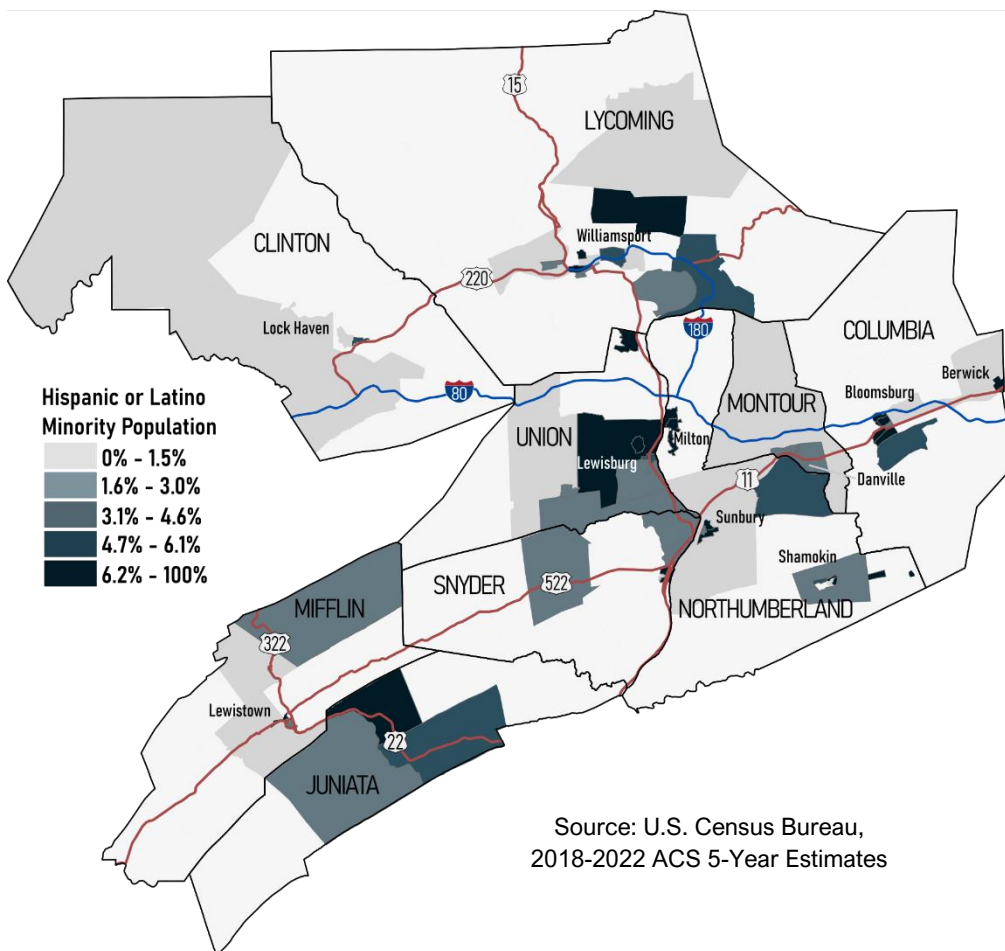 15
LYCOMING
Williamsport
CLINTON
220
Lock Haven
180
COLUMBIA
80
Berwick
Bloomsburg
MONTOUR
Hispanic or Latino
Minority Population
0% - 1.5%
1.6% - 3.0%
3.1% - 4.6%
4.7% - 6.1%
6.2% - 100%
UNION
Milton
Lewisburg
11
Danville
Sunbury
Shamokin
SNYDER
522
NORTHUMBERLAND
MIFFLIN
322
Lewistown
22
JUNIATA
Source: U.S. Census Bureau,
2018-2022 ACS 5-Year Estimates